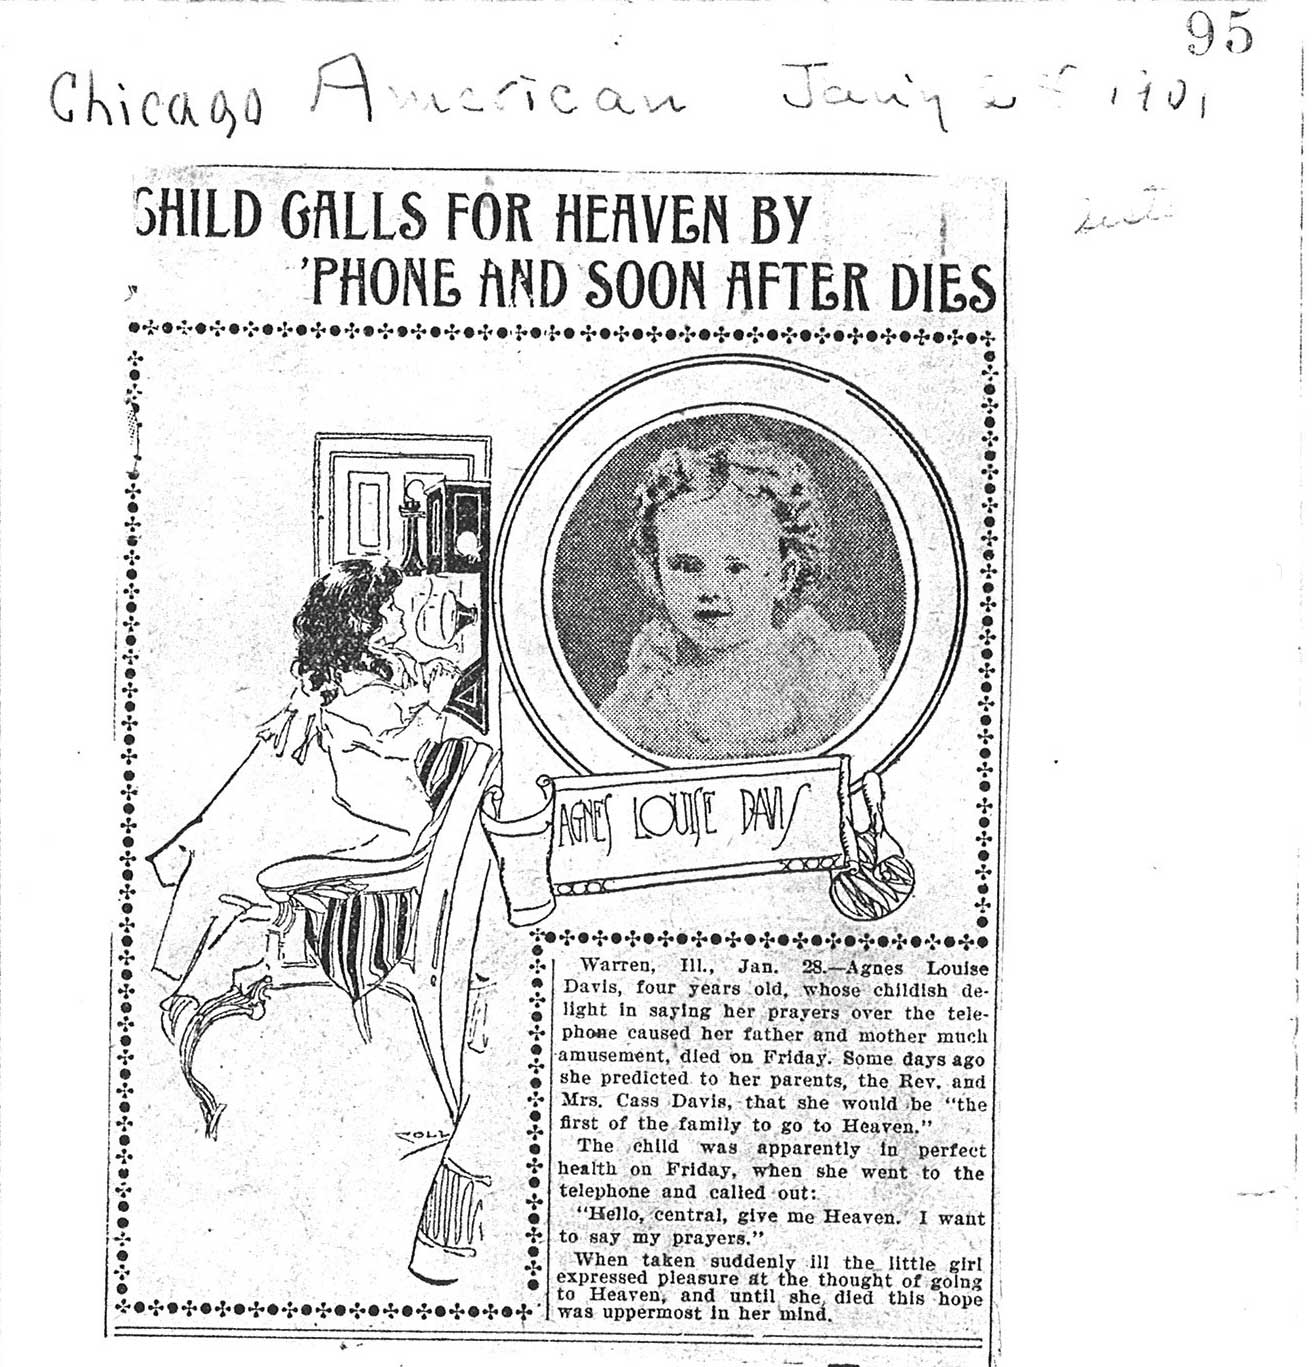 95
Chicago American Jan'y 28 1901
CHILD CALLS FOR HEAVEN BY
'PHONE AND SOON AFTER DIES
AGNES LOUISE DAVIS
Warren, Ill., Jan. 28.—Agnes Louise
Davis, four years old, whose childish de-
light in saying her prayers over the tele-
phone caused her father and mother much
amusement, died on Friday. Some days ago
she predicted to her parents, the Rev. and
Mrs. Cass Davis, that she would be "the
first of the family to go to Heaven."
The child was apparently in perfect
health on Friday, when she went to the
telephone and called out:
"Hello, central, give me Heaven. I want
to say my prayers."
When taken suddenly ill the little girl
expressed pleasure at the thought of going
to Heaven, and until she died this hope
was uppermost in her mind.